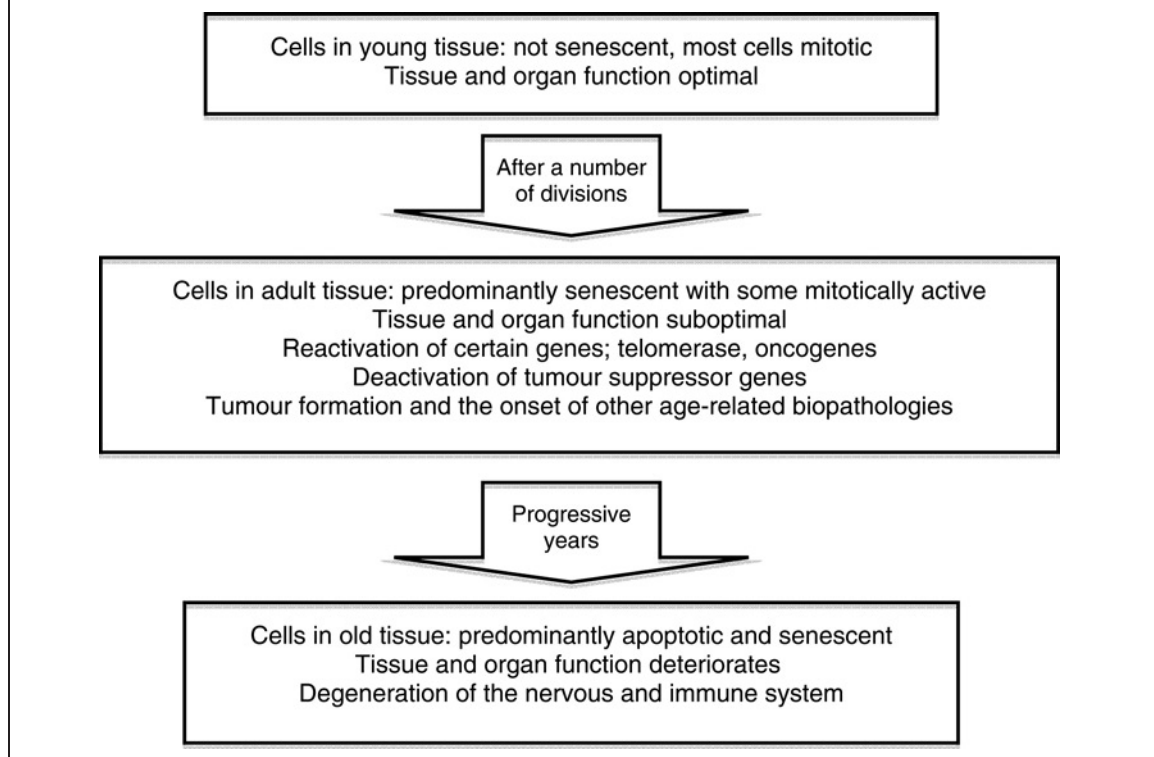 Cells in young tissue: not senescent, most cells mitotic
Tissue and organ function optimal
After a number
of divisions
Cells in adult tissue: predominantly senescent with some mitotically active
Tissue and organ function suboptimal
Reactivation of certain genes; telomerase, oncogenes
Deactivation of tumour suppressor genes
Tumour formation and the onset of other age-related biopathologies
Progressive
years
Cells in old tissue: predominantly apoptotic and senescent
Tissue and organ function deteriorates
Degeneration of the nervous and immune system